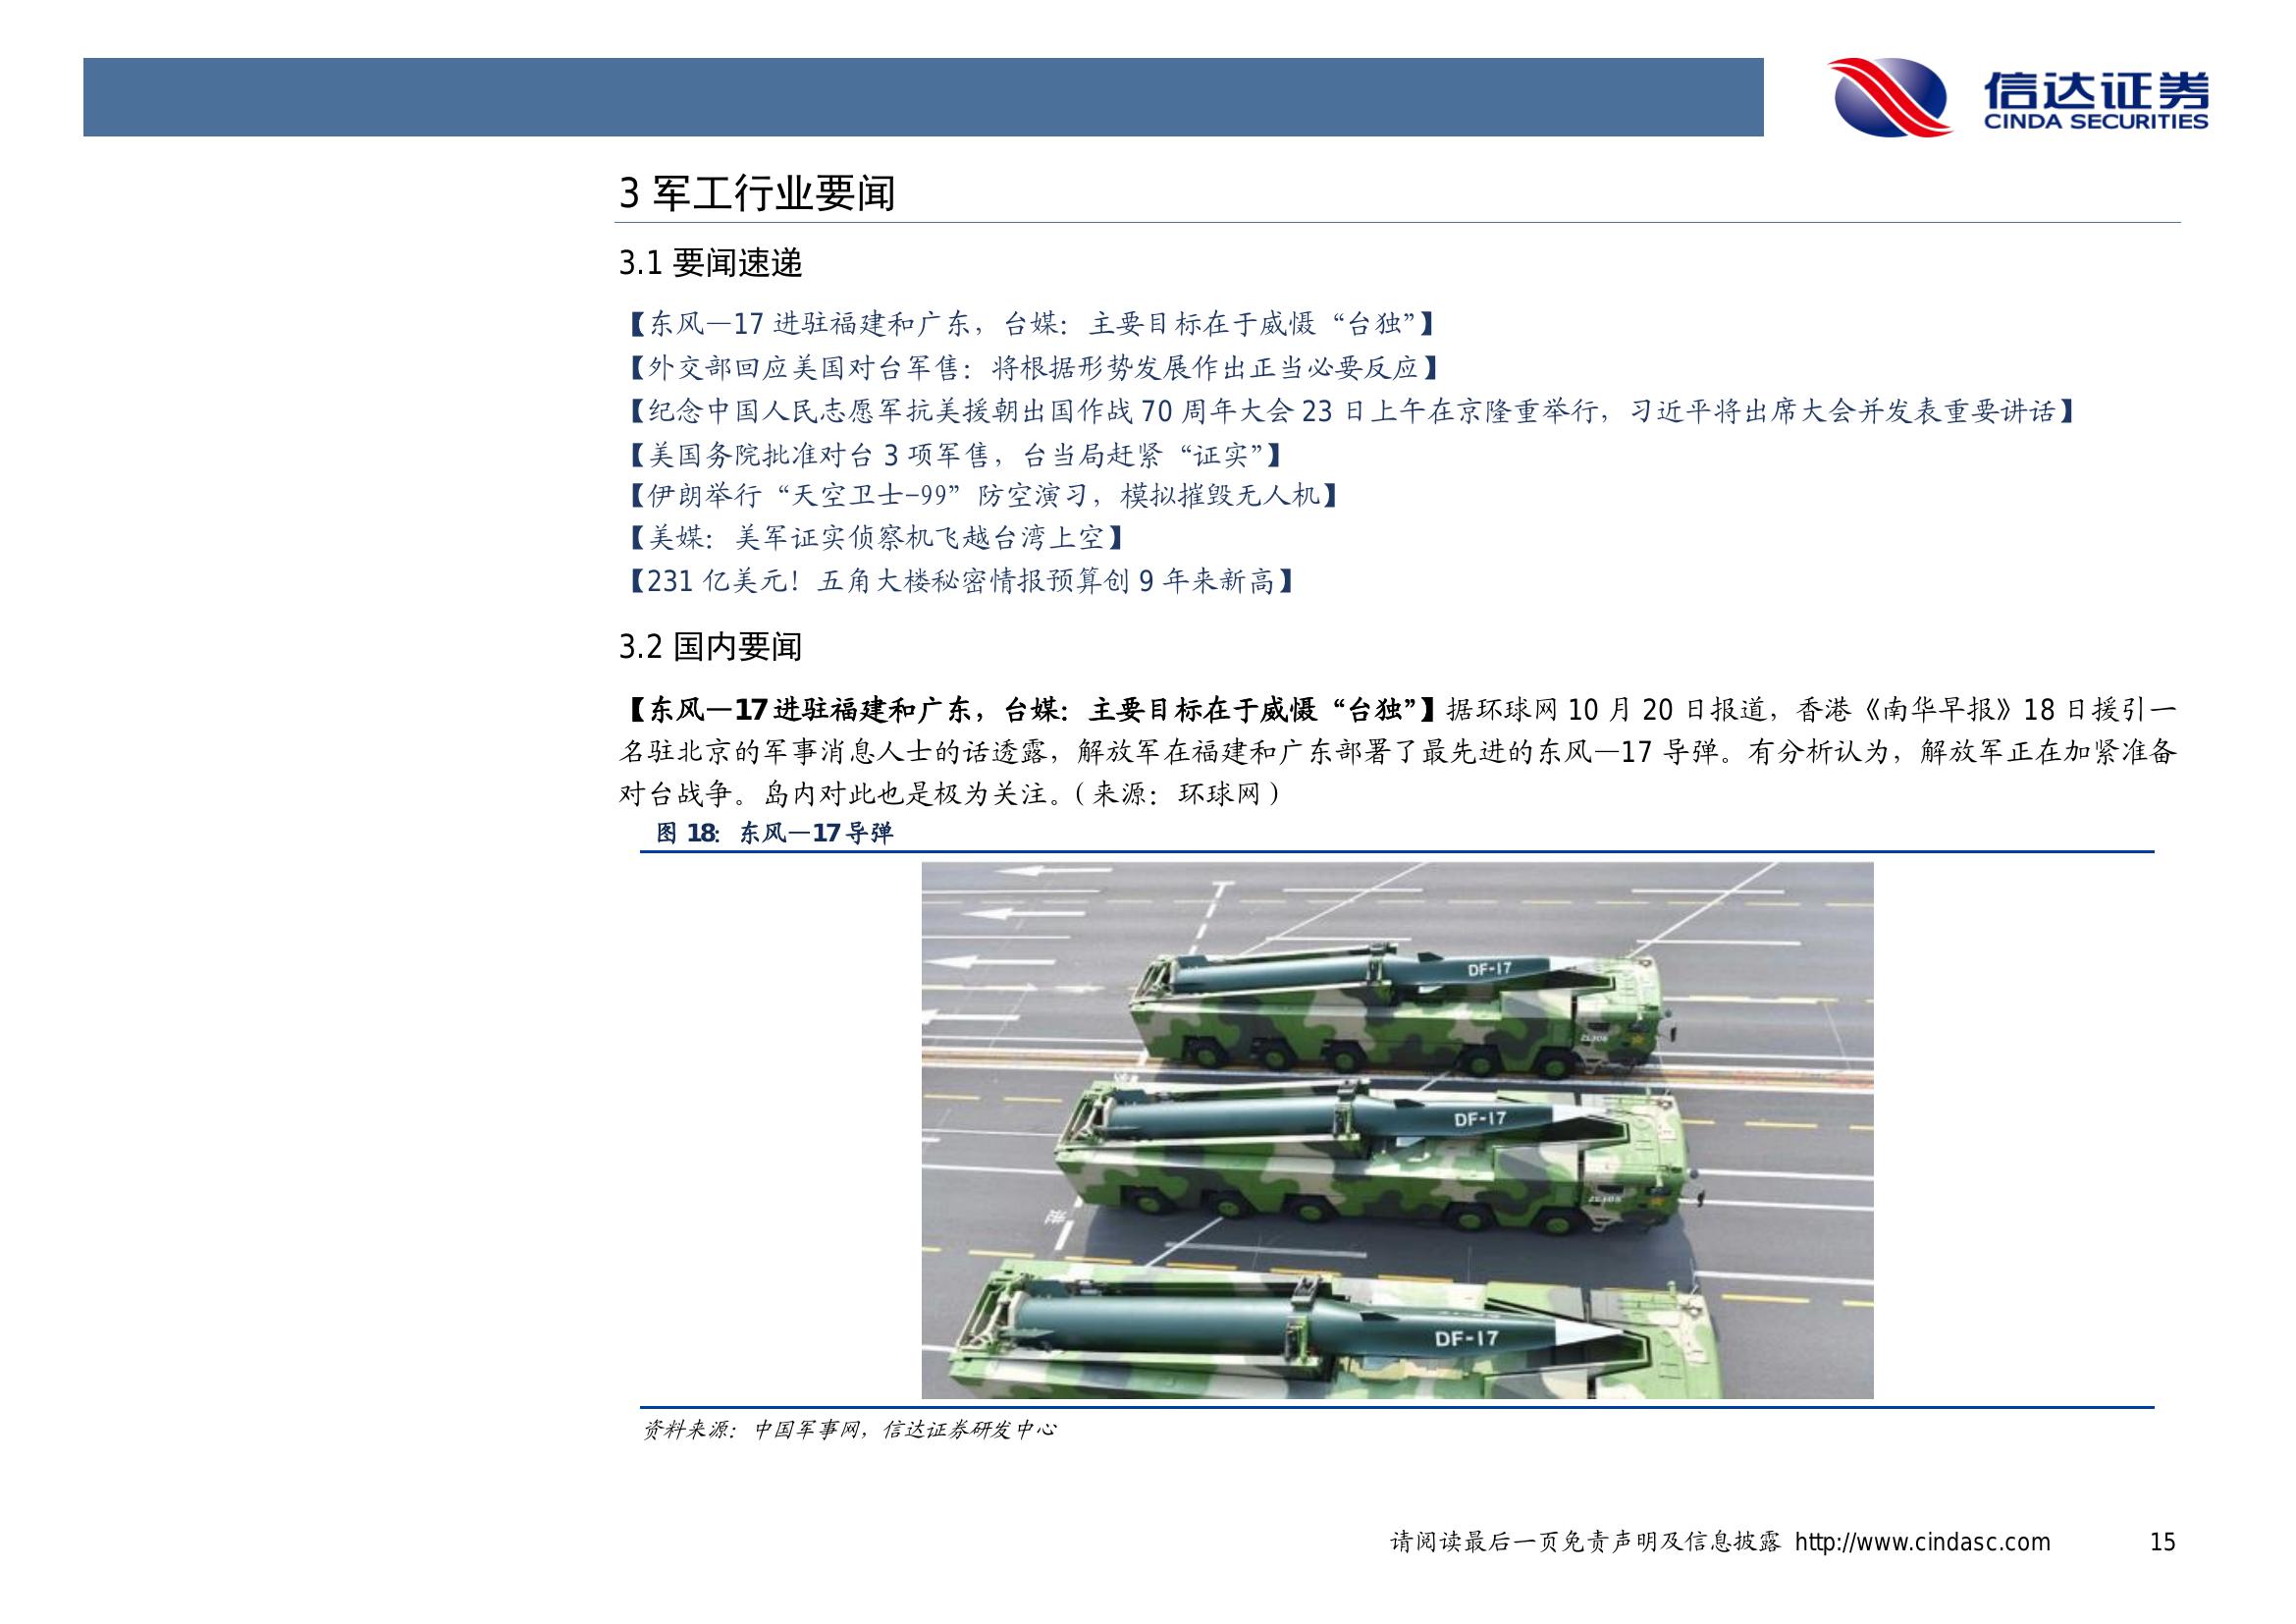 信达证券
CINDA SECURITIES
3 军工行业要闻
3.1 要闻速递
【东风—17 进驻福建和广东，台媒：主要目标在于威慑“台独”】
【外交部回应美国对台军售：将根据形势发展作出正当必要反应】
【纪念中国人民志愿军抗美援朝出国作战 70 周年大会 23 日上午在京隆重举行，习近平将出席大会并发表重要讲话】
【美国务院批准对台 3 项军售，台当局赶紧“证实”】
【伊朗举行“天空卫士-99”防空演习，模拟摧毁无人机】
【美媒：美军证实侦察机飞越台湾上空】
【231 亿美元！五角大楼秘密情报预算创 9 年来新高】
3.2 国内要闻
【东风—17 进驻福建和广东，台媒：主要目标在于威慑“台独”】据环球网 10 月 20 日报道，香港《南华早报》18 日援引一
名驻北京的军事消息人士的话透露，解放军在福建和广东部署了最先进的东风—17 导弹。有分析认为，解放军正在加紧准备
对台战争。岛内对此也是极为关注。（来源：环球网）
图 18：东风—17 导弹
DF-17
DF-17
DF-17
资料来源：中国军事网，信达证券研发中心
请阅读最后一页免责声明及信息披露 http://www.cindasc.com 15